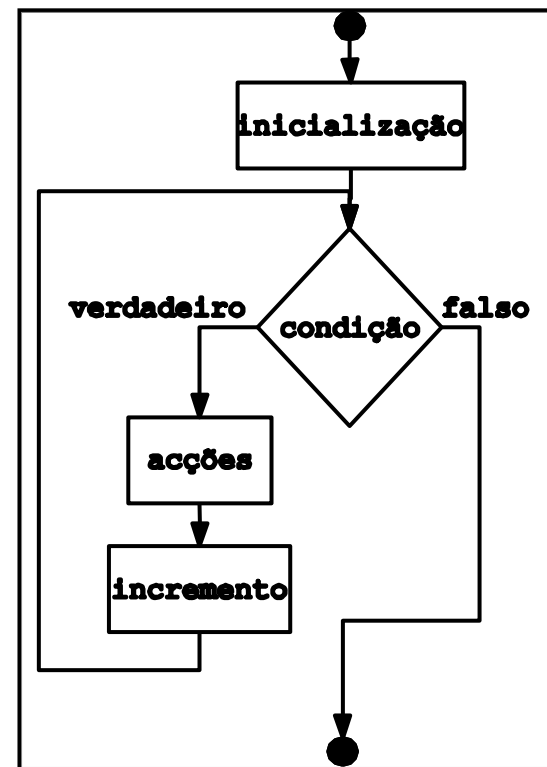 inicialização
verdadeiro
falso
condição
acções
incremento